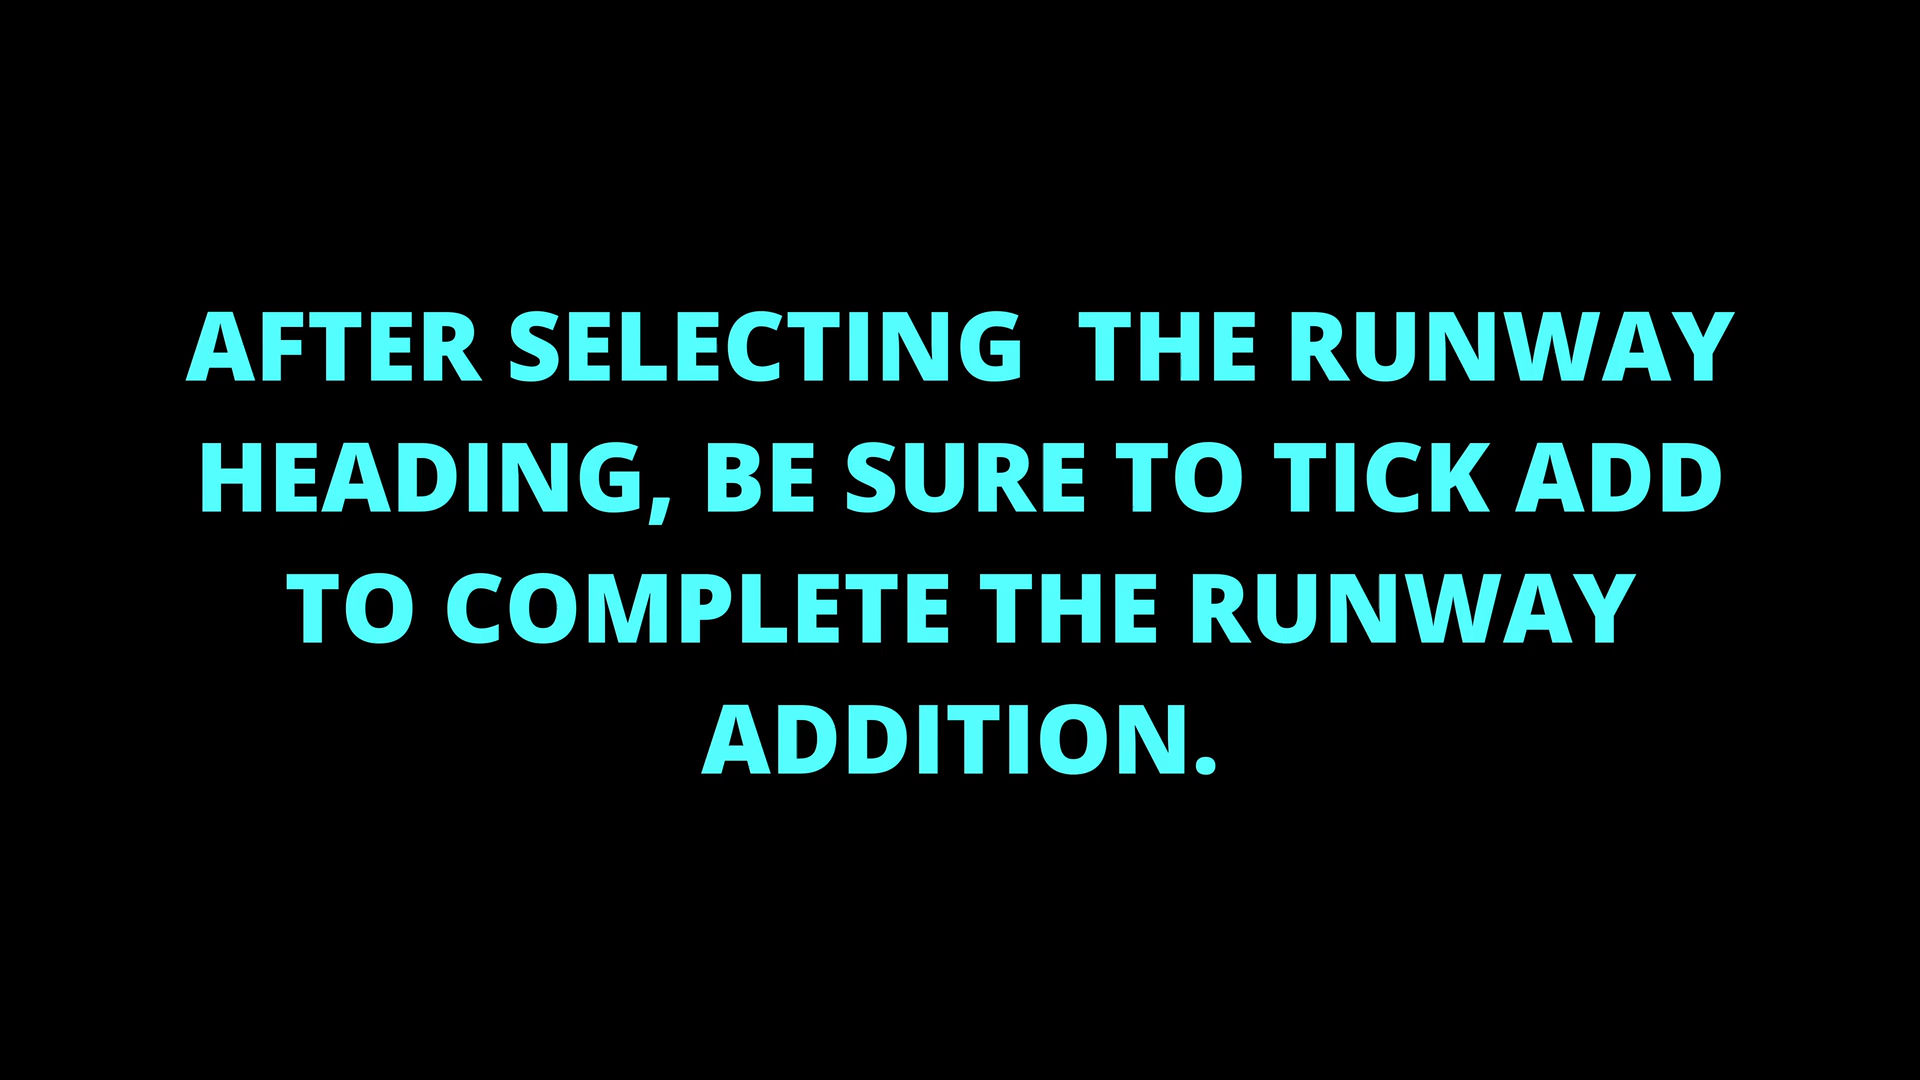 AFTER SELECTING  THE RUNWAY
HEADING, BE SURE TO TICK ADD
TO COMPLETE THE RUNWAY
ADDITION.